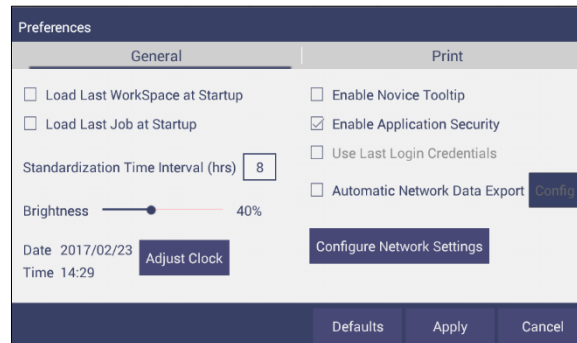 Preferences
General
Print
Load Last WorkSpace at Startup
Load Last Job at Startup
Standardization Time Interval (hrs) 8
Brightness 40%
Date 2017/02/23
Time 14:29
Adjust Clock
Enable Novice Tooltip
Enable Application Security
Use Last Login Credentials
Automatic Network Data Export Config
Configure Network Settings
Defaults Apply Cancel